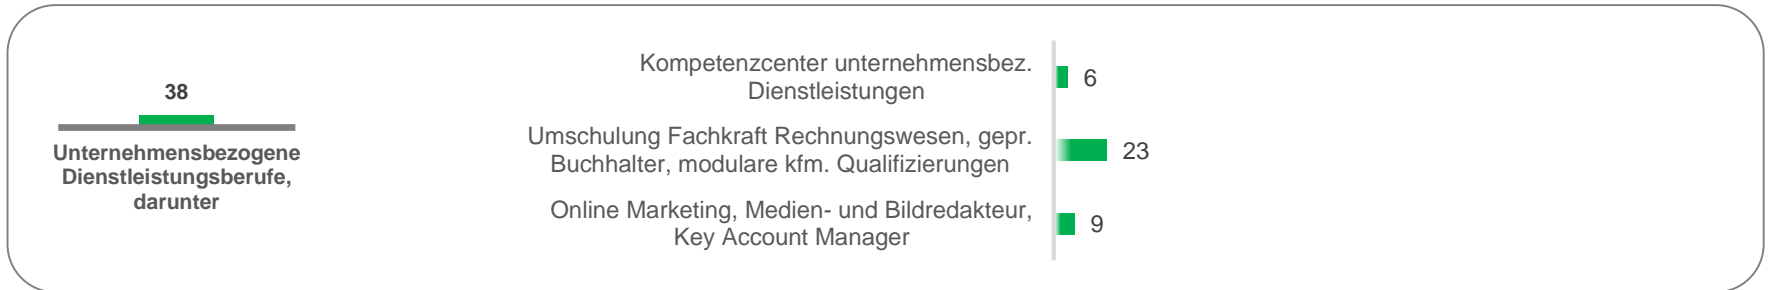 38
Unternehmensbezogene
Dienstleistungsberufe,
darunter
Kompetenzcenter unternehmensbez.
Dienstleistungen
6
Umschulung Fachkraft Rechnungswesen, gepr.
Buchhalter, modulare kfm. Qualifizierungen
23
Online Marketing, Medien- und Bildredakteur,
Key Account Manager
9